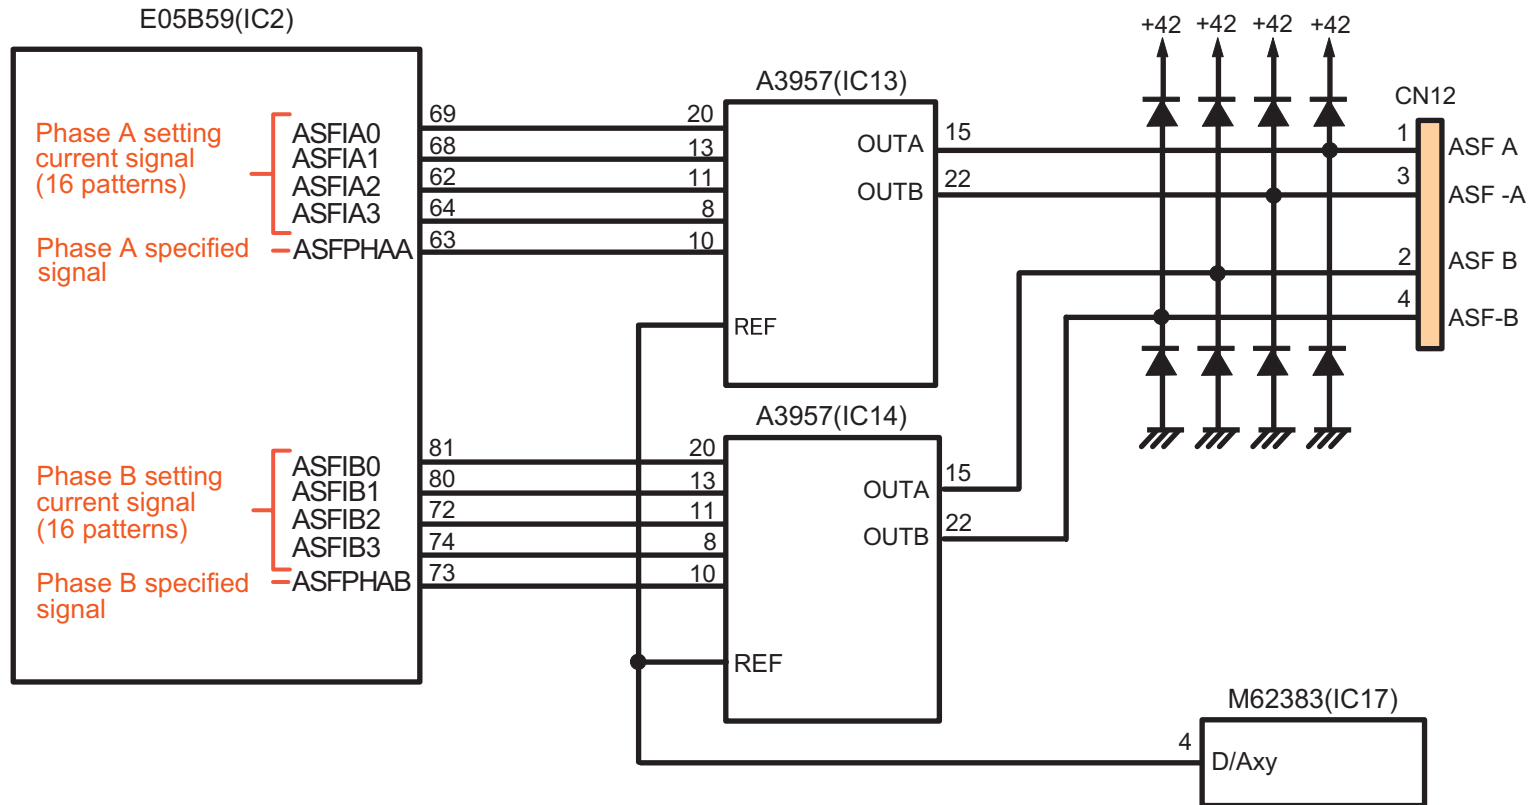 E05B59(IC2)
Phase A setting
current signal
(16 patterns)
ASFIA0
ASFIA1
ASFIA2
ASFIA3
Phase A specified
signal
ASFPHAA
69
68
62
64
63
20
13
11
8
10
A3957(IC13)
OUTA
OUTB
REF
15
22
+42 +42 +42 +42
CN12
1
3
2
4
ASF A
ASF -A
ASF B
ASF-B
Phase B setting
current signal
(16 patterns)
ASFIB0
ASFIB1
ASFIB2
ASFIB3
Phase B specified
signal
ASFPHAB
81
80
72
74
73
20
13
11
8
10
A3957(IC14)
OUTA
OUTB
REF
15
22
M62383(IC17)
4
D/Axy